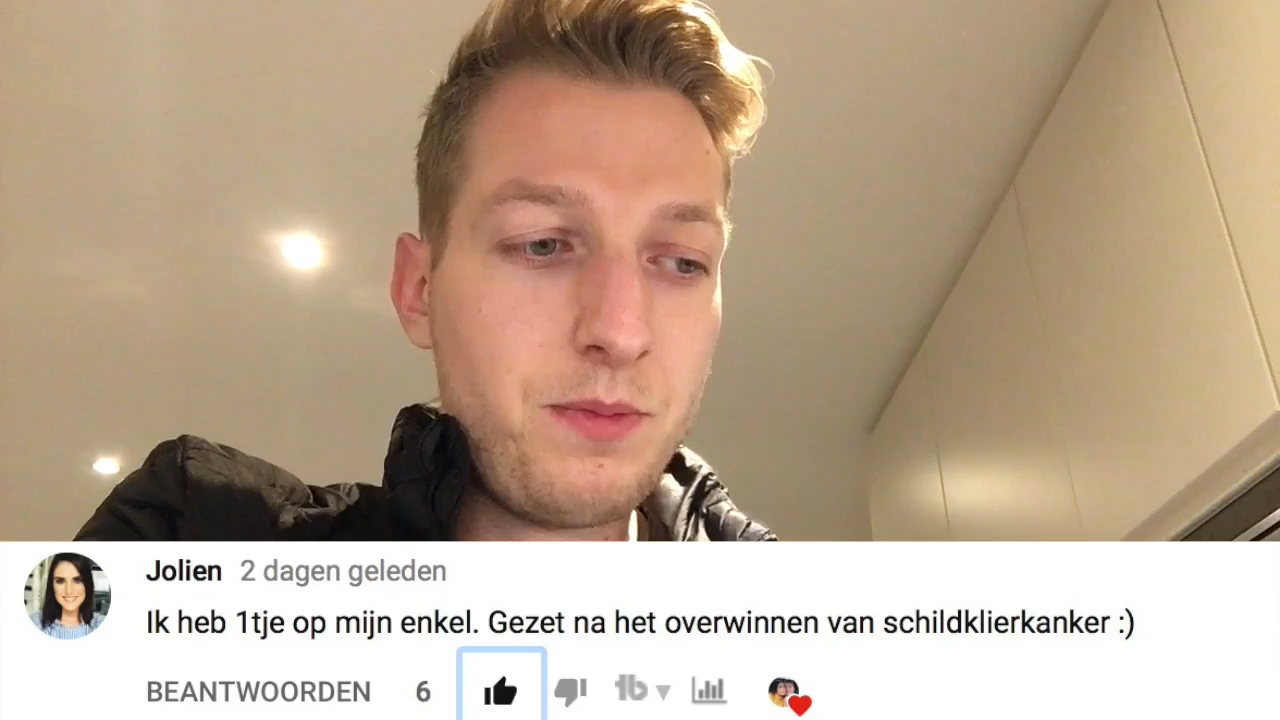 Jolien 2 dagen geleden
Ik heb 1tje op mijn enkel. Gezet na het overwinnen van schildklierkanker :)
BEANTWOORDEN 6